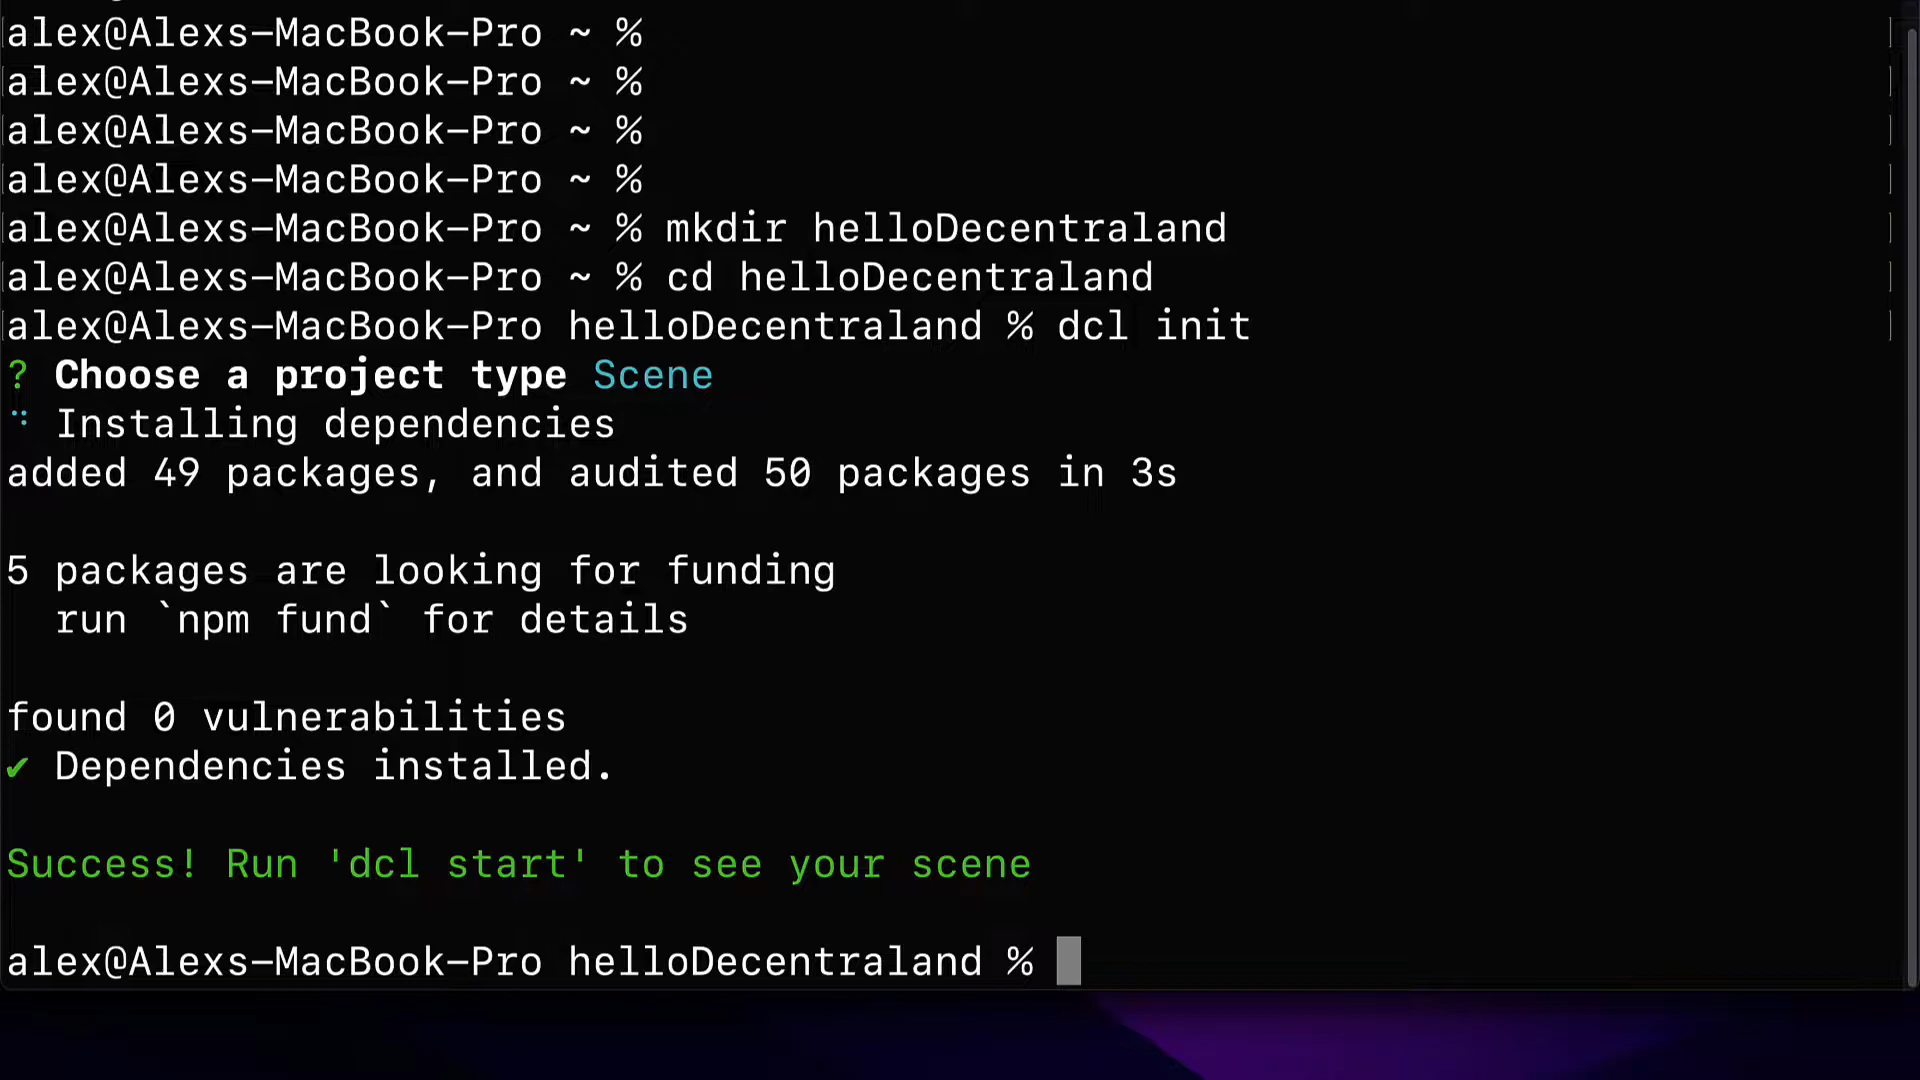 alex@Alexs-MacBook-Pro ~ %
alex@Alexs-MacBook-Pro ~ %
alex@Alexs-MacBook-Pro ~ %
alex@Alexs-MacBook-Pro ~ %
alex@Alexs-MacBook-Pro ~ % mkdir helloDecentraland
alex@Alexs-MacBook-Pro ~ % cd helloDecentraland
alex@Alexs-MacBook-Pro helloDecentraland % dcl init
? Choose a project type Scene
Installing dependencies
added 49 packages, and audited 50 packages in 3s
5 packages are looking for funding
run `npm fund` for details
found 0 vulnerabilities
✔ Dependencies installed.
Success! Run 'dcl start' to see your scene
alex@Alexs-MacBook-Pro helloDecentraland %